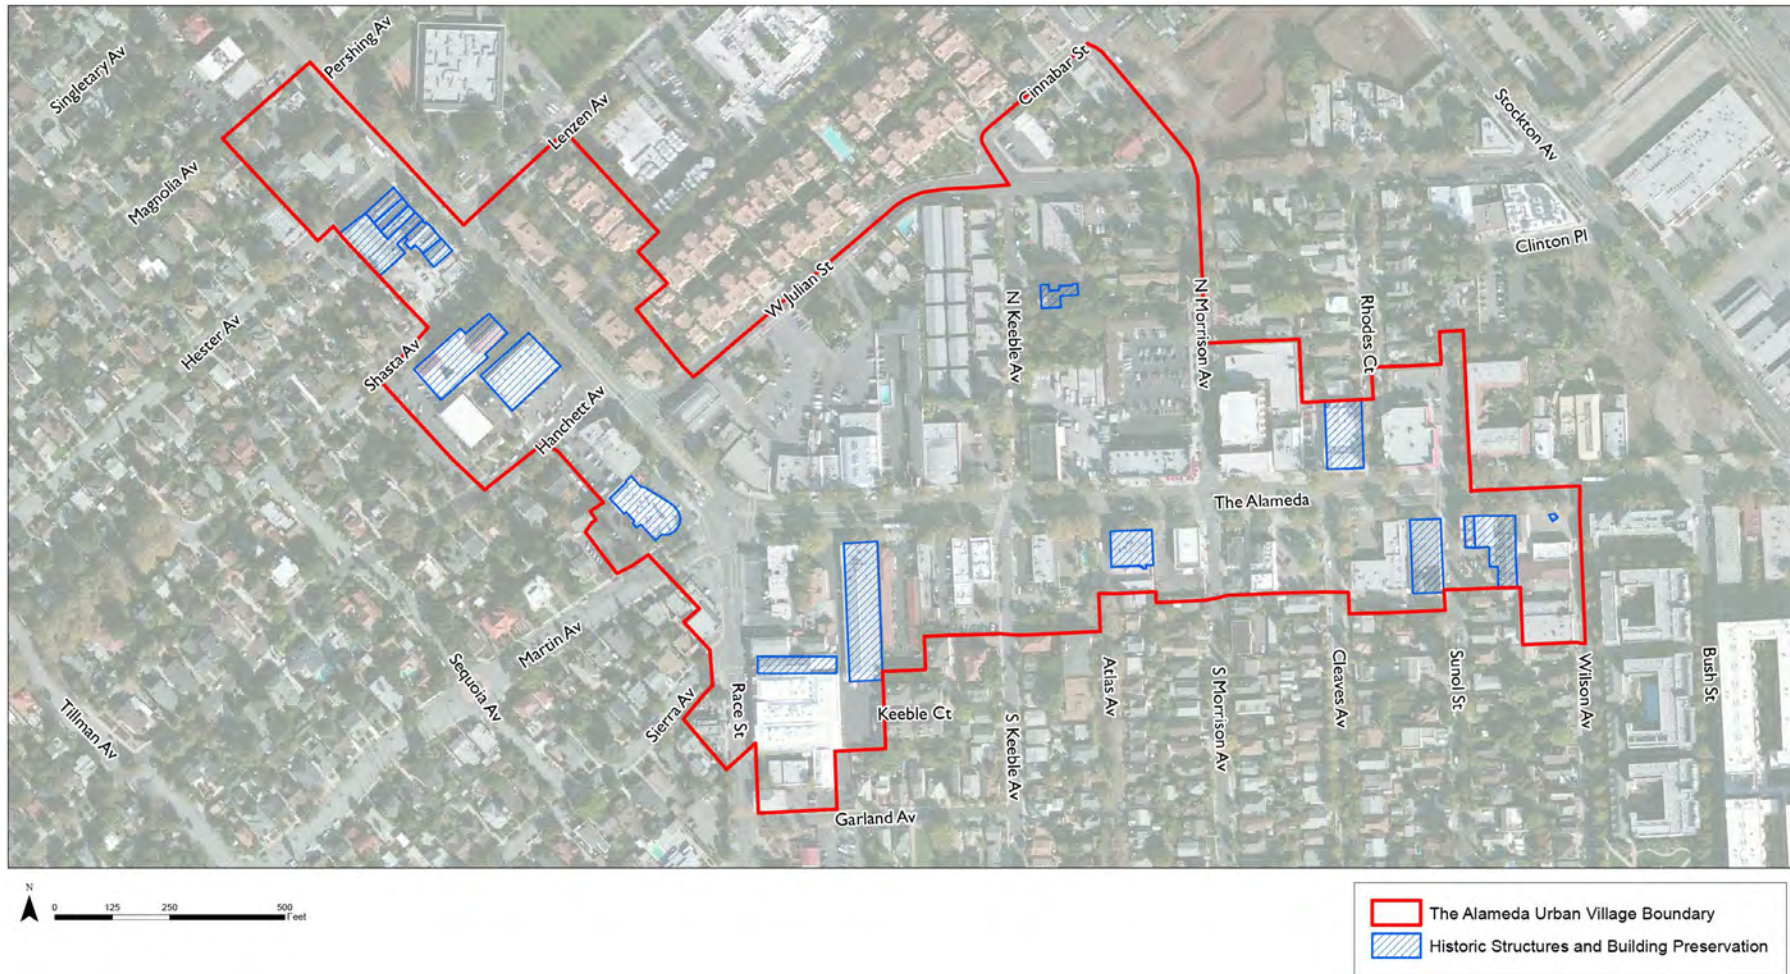 Singletary Av
Pershing Av
Lenzen Av
Cinnabar St
Stockton Av
Magnolia Av
Clinton Pl
W Julian St
N Keeble Av
N Morrison Av
Rhodes Ct
Hester Av
Shasta Av
Hanchett Av
The Alameda
Martin Av
Sequoia Av
Tillman Av
Sierra Av
Race St
Keeble Ct
S Keeble Av
Atlas Av
S Morrison Av
Cleaves Av
Sunol St
Wilson Av
Bush St
Garland Av
N
0 125 250 500
Feet
The Alameda Urban Village Boundary
Historic Structures and Building Preservation